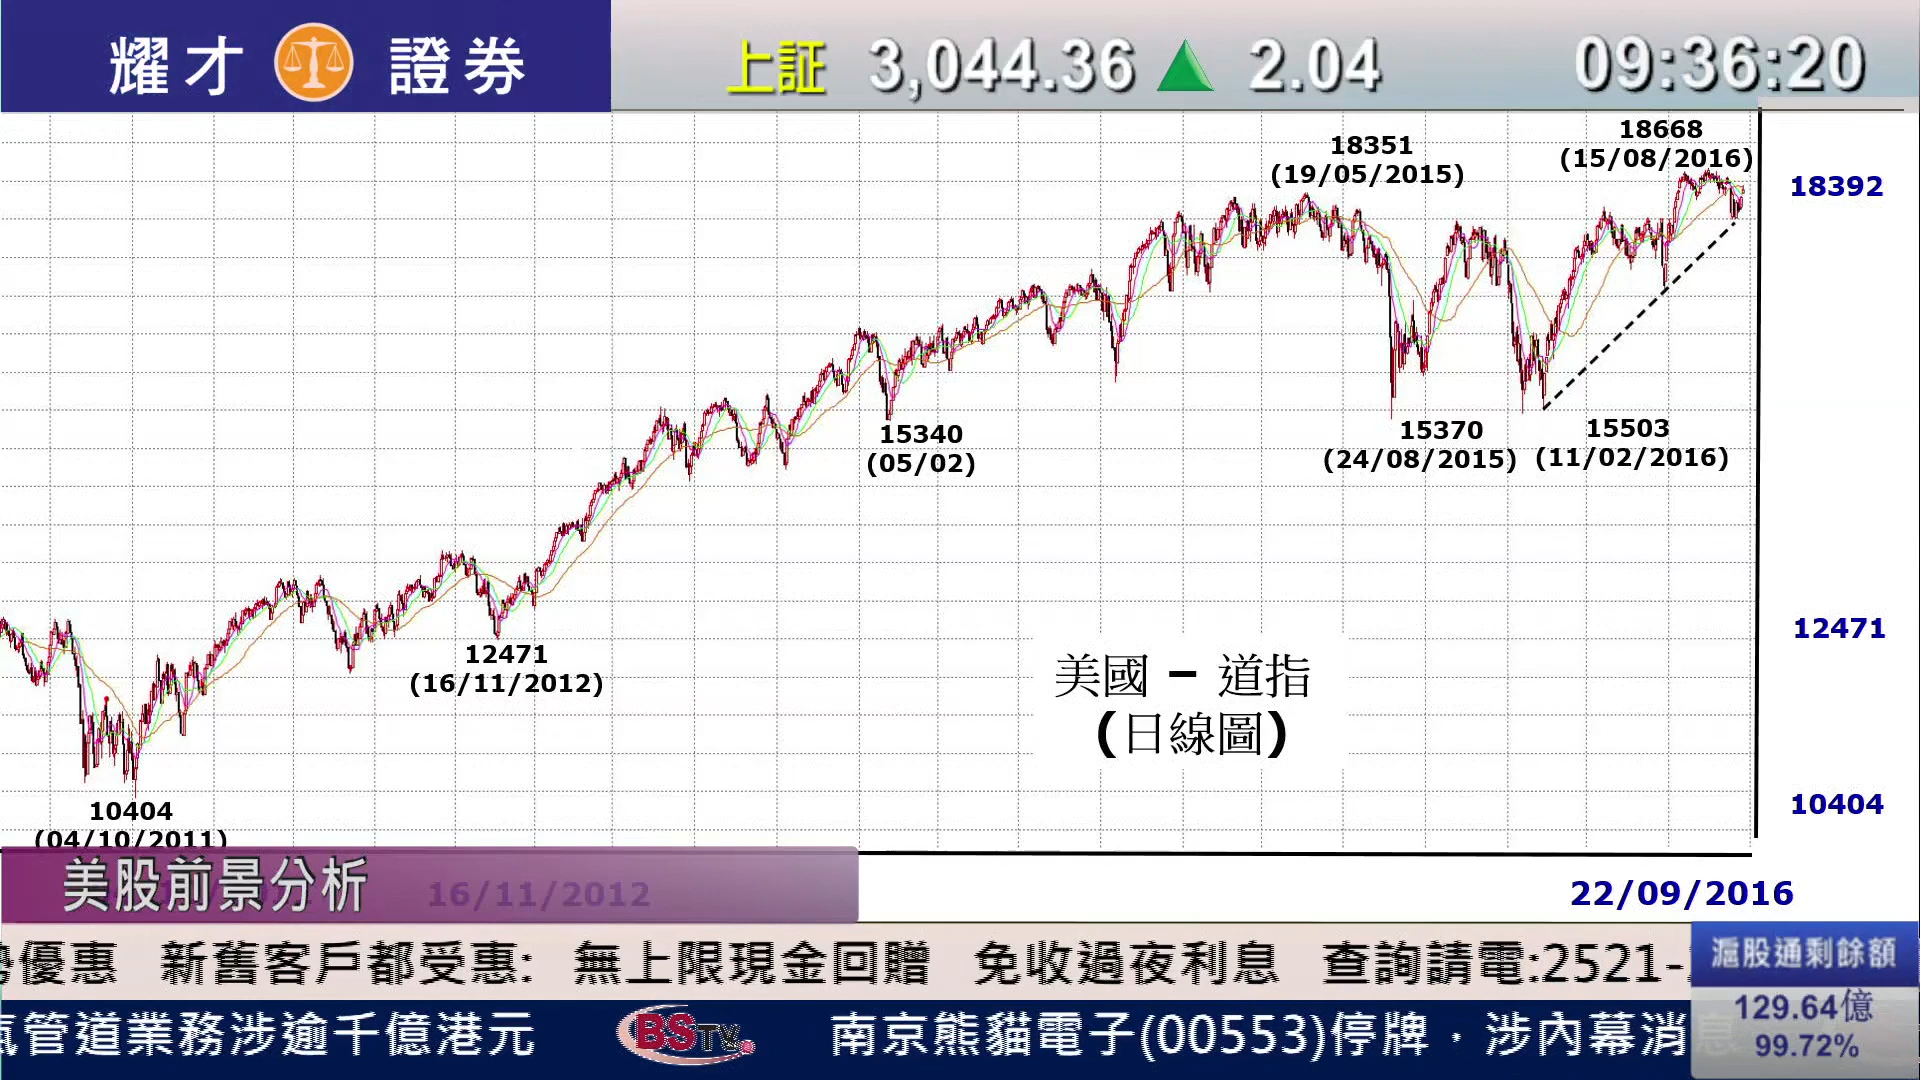 耀才 證券
上証 3,044.36 2.04
09:36:20
18668
(15/08/2016)
18351
(19/05/2015)
18392
15340
(05/02)
15370
(24/08/2015)
15503
(11/02/2016)
12471
12471
(16/11/2012)
美國 - 道指
(日線圖)
10404
10404
(04/10/2011)
美股前景分析
16/11/2012
22/09/2016
優惠 新舊客戶都受惠: 無上限現金回贈 免收過夜利息 查詢請電:2521-
滬股通剩餘額
129.64億
99.72%
管道業務涉逾千億港元 BSTV 南京熊貓電子(00553)停牌，涉內幕消息